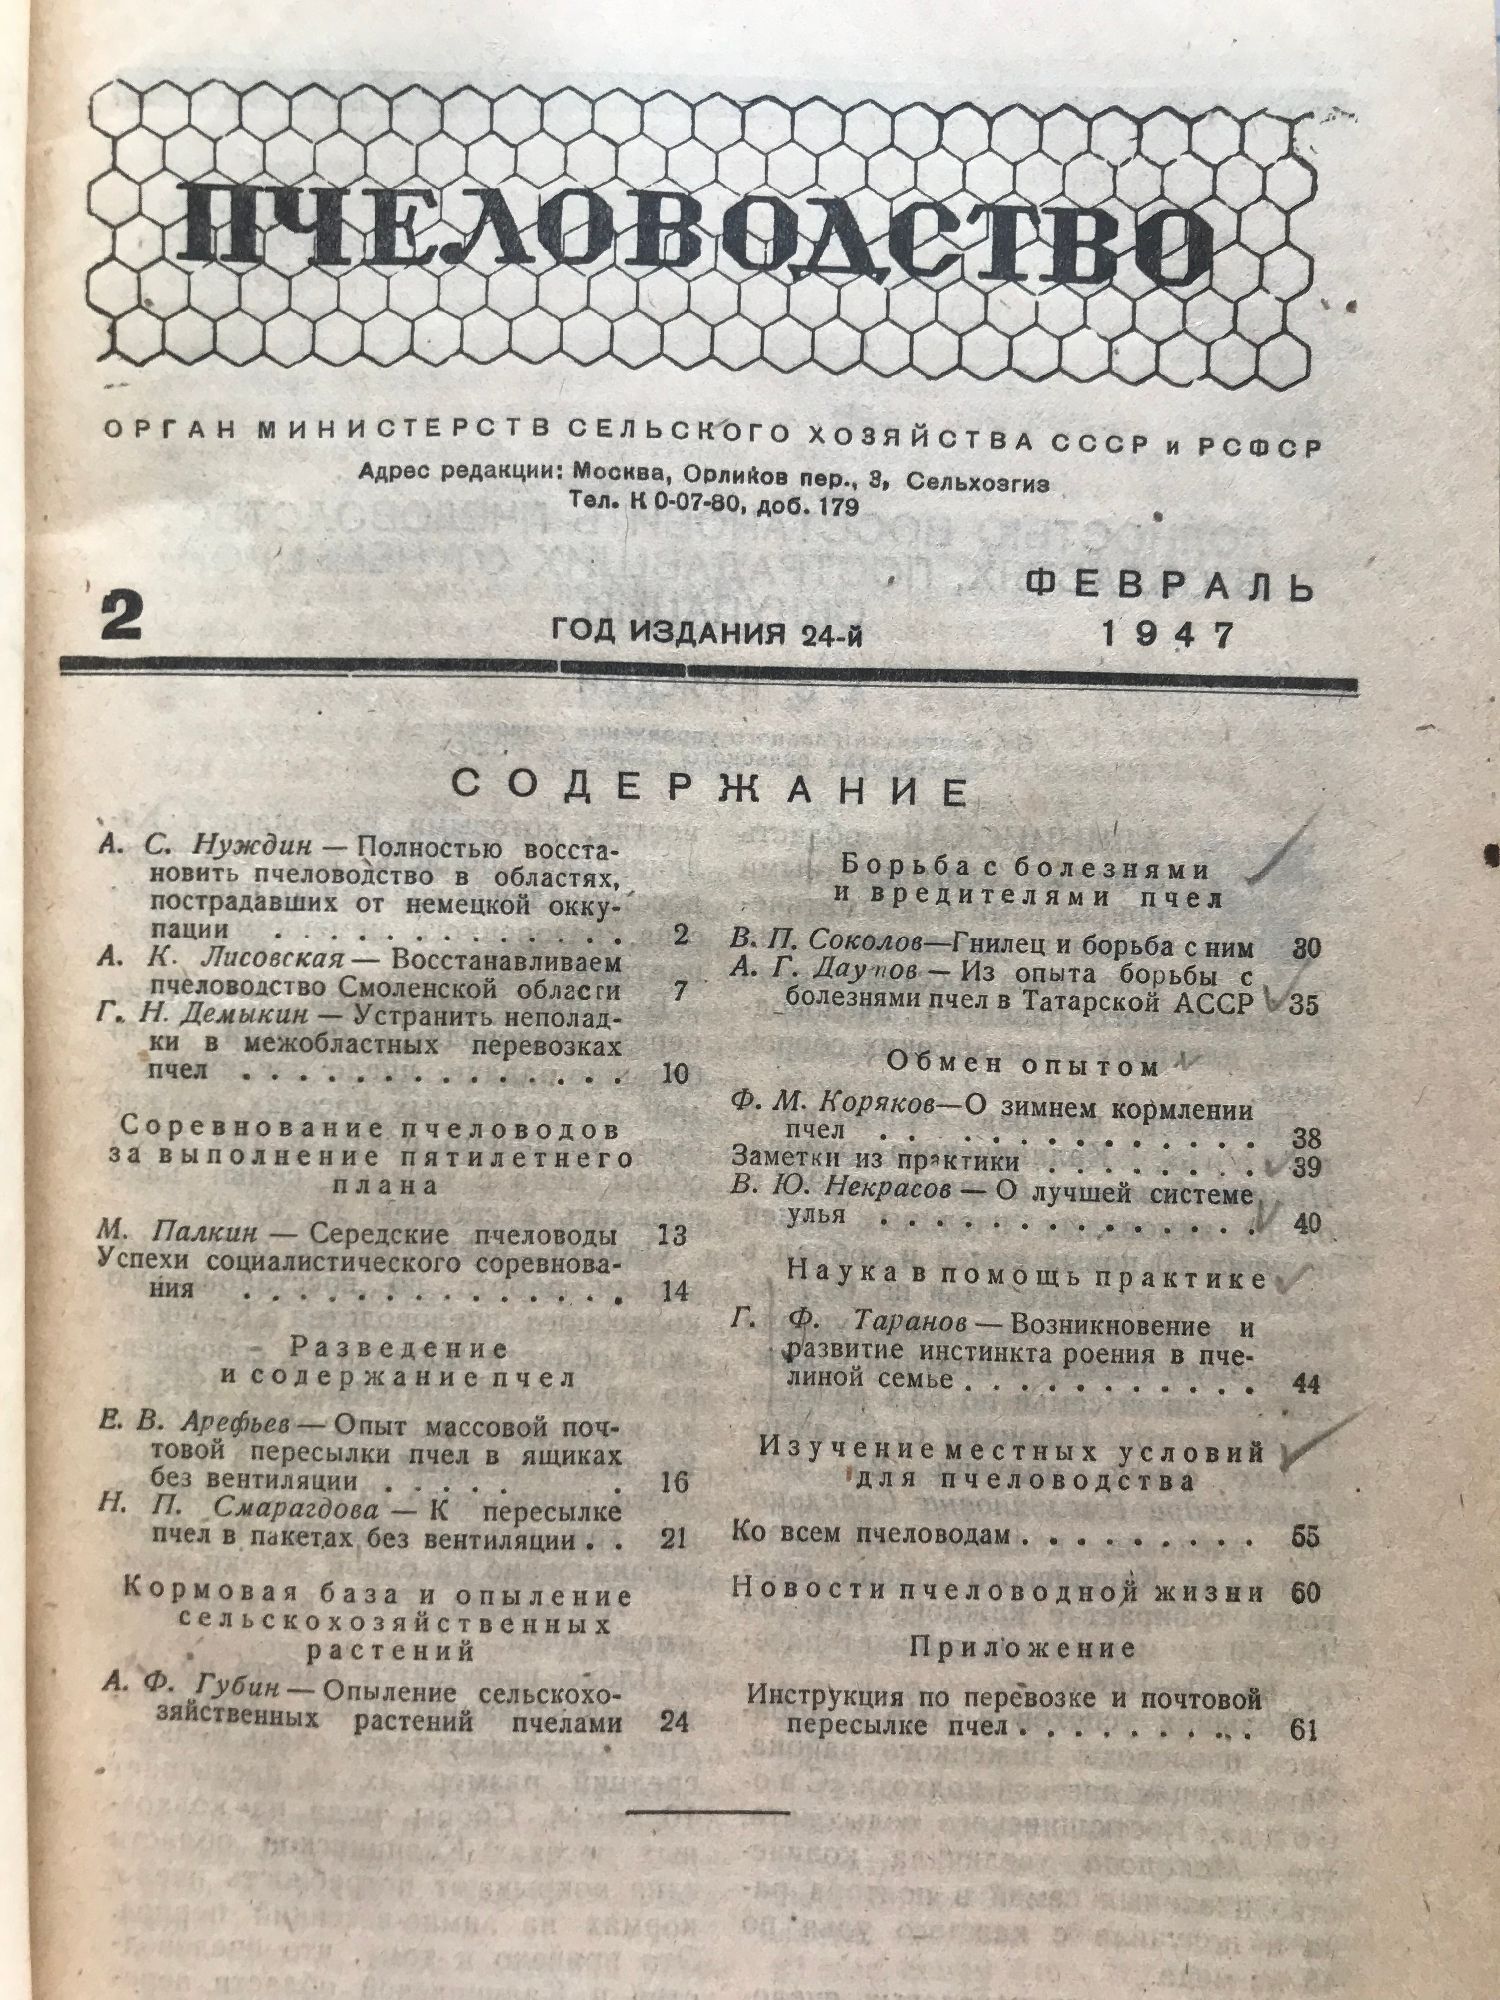 ПЧЕЛОВОДСТВО
ОРГАН МИНИСТЕРСТВ СЕЛЬСКОГО ХОЗЯЙСТВА СССР и РСФСР
Адрес редакции: Москва, Орликов пер., 3, Сельхозгиз
Тел. К 0-07-80, доб. 179
2
ГОД ИЗДАНИЯ 24-й
ФЕВРАЛЬ
1947
СОДЕРЖАНИЕ
А. С. Нуждин — Полностью восста-
новить пчеловодство в областях,
пострадавших от немецкой окку-
пации . . . . . . . . . . . . . 2
А. К. Лисовская — Восстанавливаем
пчеловодство Смоленской области 7
Г. Н. Демыкин — Устранить неполад-
ки в межобластных перевозках
пчел . . . . . . . . . . . . . . 10
Соревнование пчеловодов
за выполнение пятилетнего
плана
М. Палкин — Середские пчеловоды 13
Успехи социалистического соревнова-
ния . . . . . . . . . . . . . . 14
Разведение
и содержание пчел
Е. В. Арефьев — Опыт массовой поч-
товой пересылки пчел в ящиках
без вентиляции . . . . . . 16
Н. П. Смарагдова — К пересылке
пчел в пакетах без вентиляции . . 21
Кормовая база и опыление
сельскохозяйственных
растений
А. Ф. Губин — Опыление сельскохо-
зяйственных растений пчелами 24
Борьба с болезнями
и вредителями пчел
В. П. Соколов—Гнилец и борьба с ним 30
А. Г. — Из опыта борьбы с
болезнями пчел в Татарской АССР 35
Обмен опытом
Ф. М. Коряков—О зимнем кормлении
пчел . . . . . . . . . . . . . 38
Заметки из практики . . . . . . . . 39
В. Ю. Некрасов — О лучшей системе
улья . . . . . . . . . . . . . . 40
Наука в помощь практике
Г. Ф. Таранов — Возникновение и
развитие инстинкта роения в пче-
линой семье . . . . . . . . . . . 44
Изучение местных условий
для пчеловодства
Ко всем пчеловодам . . . . . . . . . 55
Новости пчеловодной жизни 60
Приложение
Инструкция по перевозке и почтовой
пересылке пчел . . . . . . . . . . 61